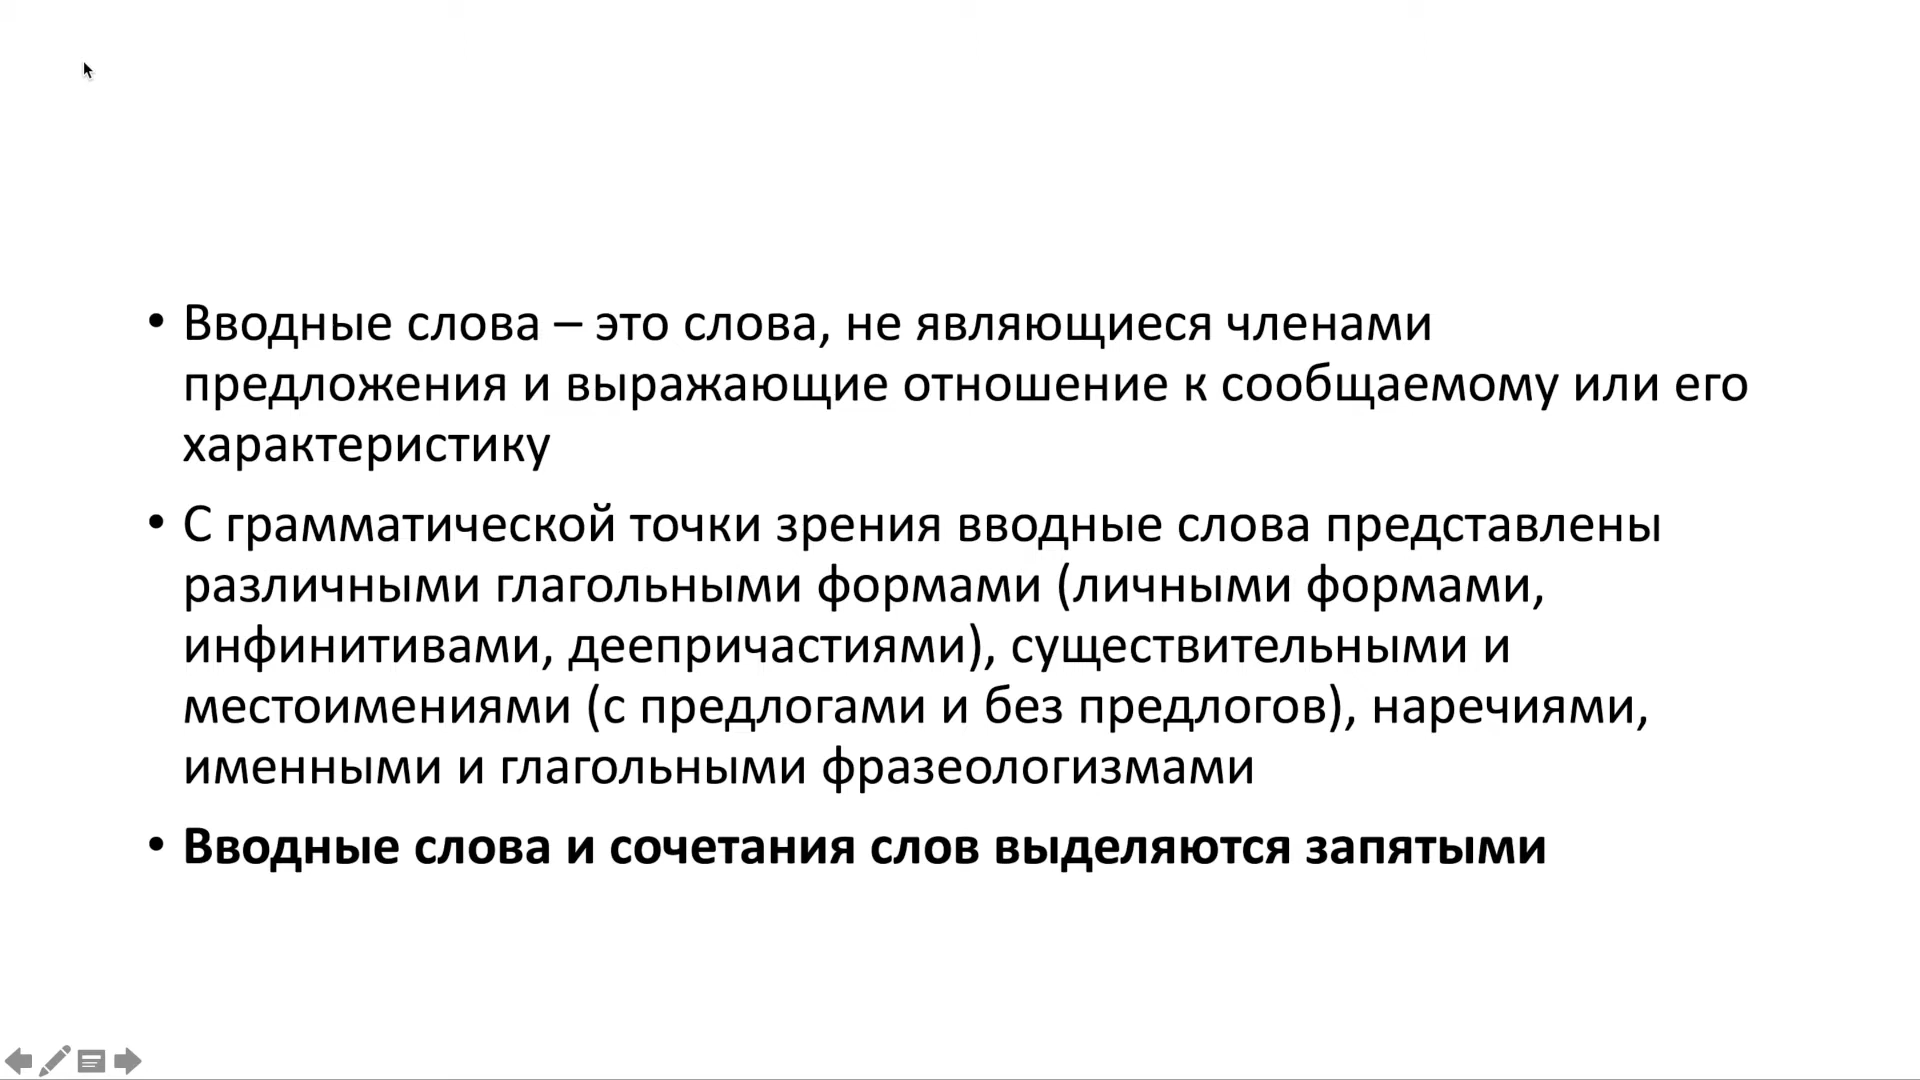 • Вводные слова – это слова, не являющиеся членами
предложения и выражающие отношение к сообщаемому или его
характеристику
• С грамматической точки зрения вводные слова представлены
различными глагольными формами (личными формами,
инфинитивами, деепричастиями), существительными и
местоимениями (с предлогами и без предлогов), наречиями,
именными и глагольными фразеологизмами
• Вводные слова и сочетания слов выделяются запятыми